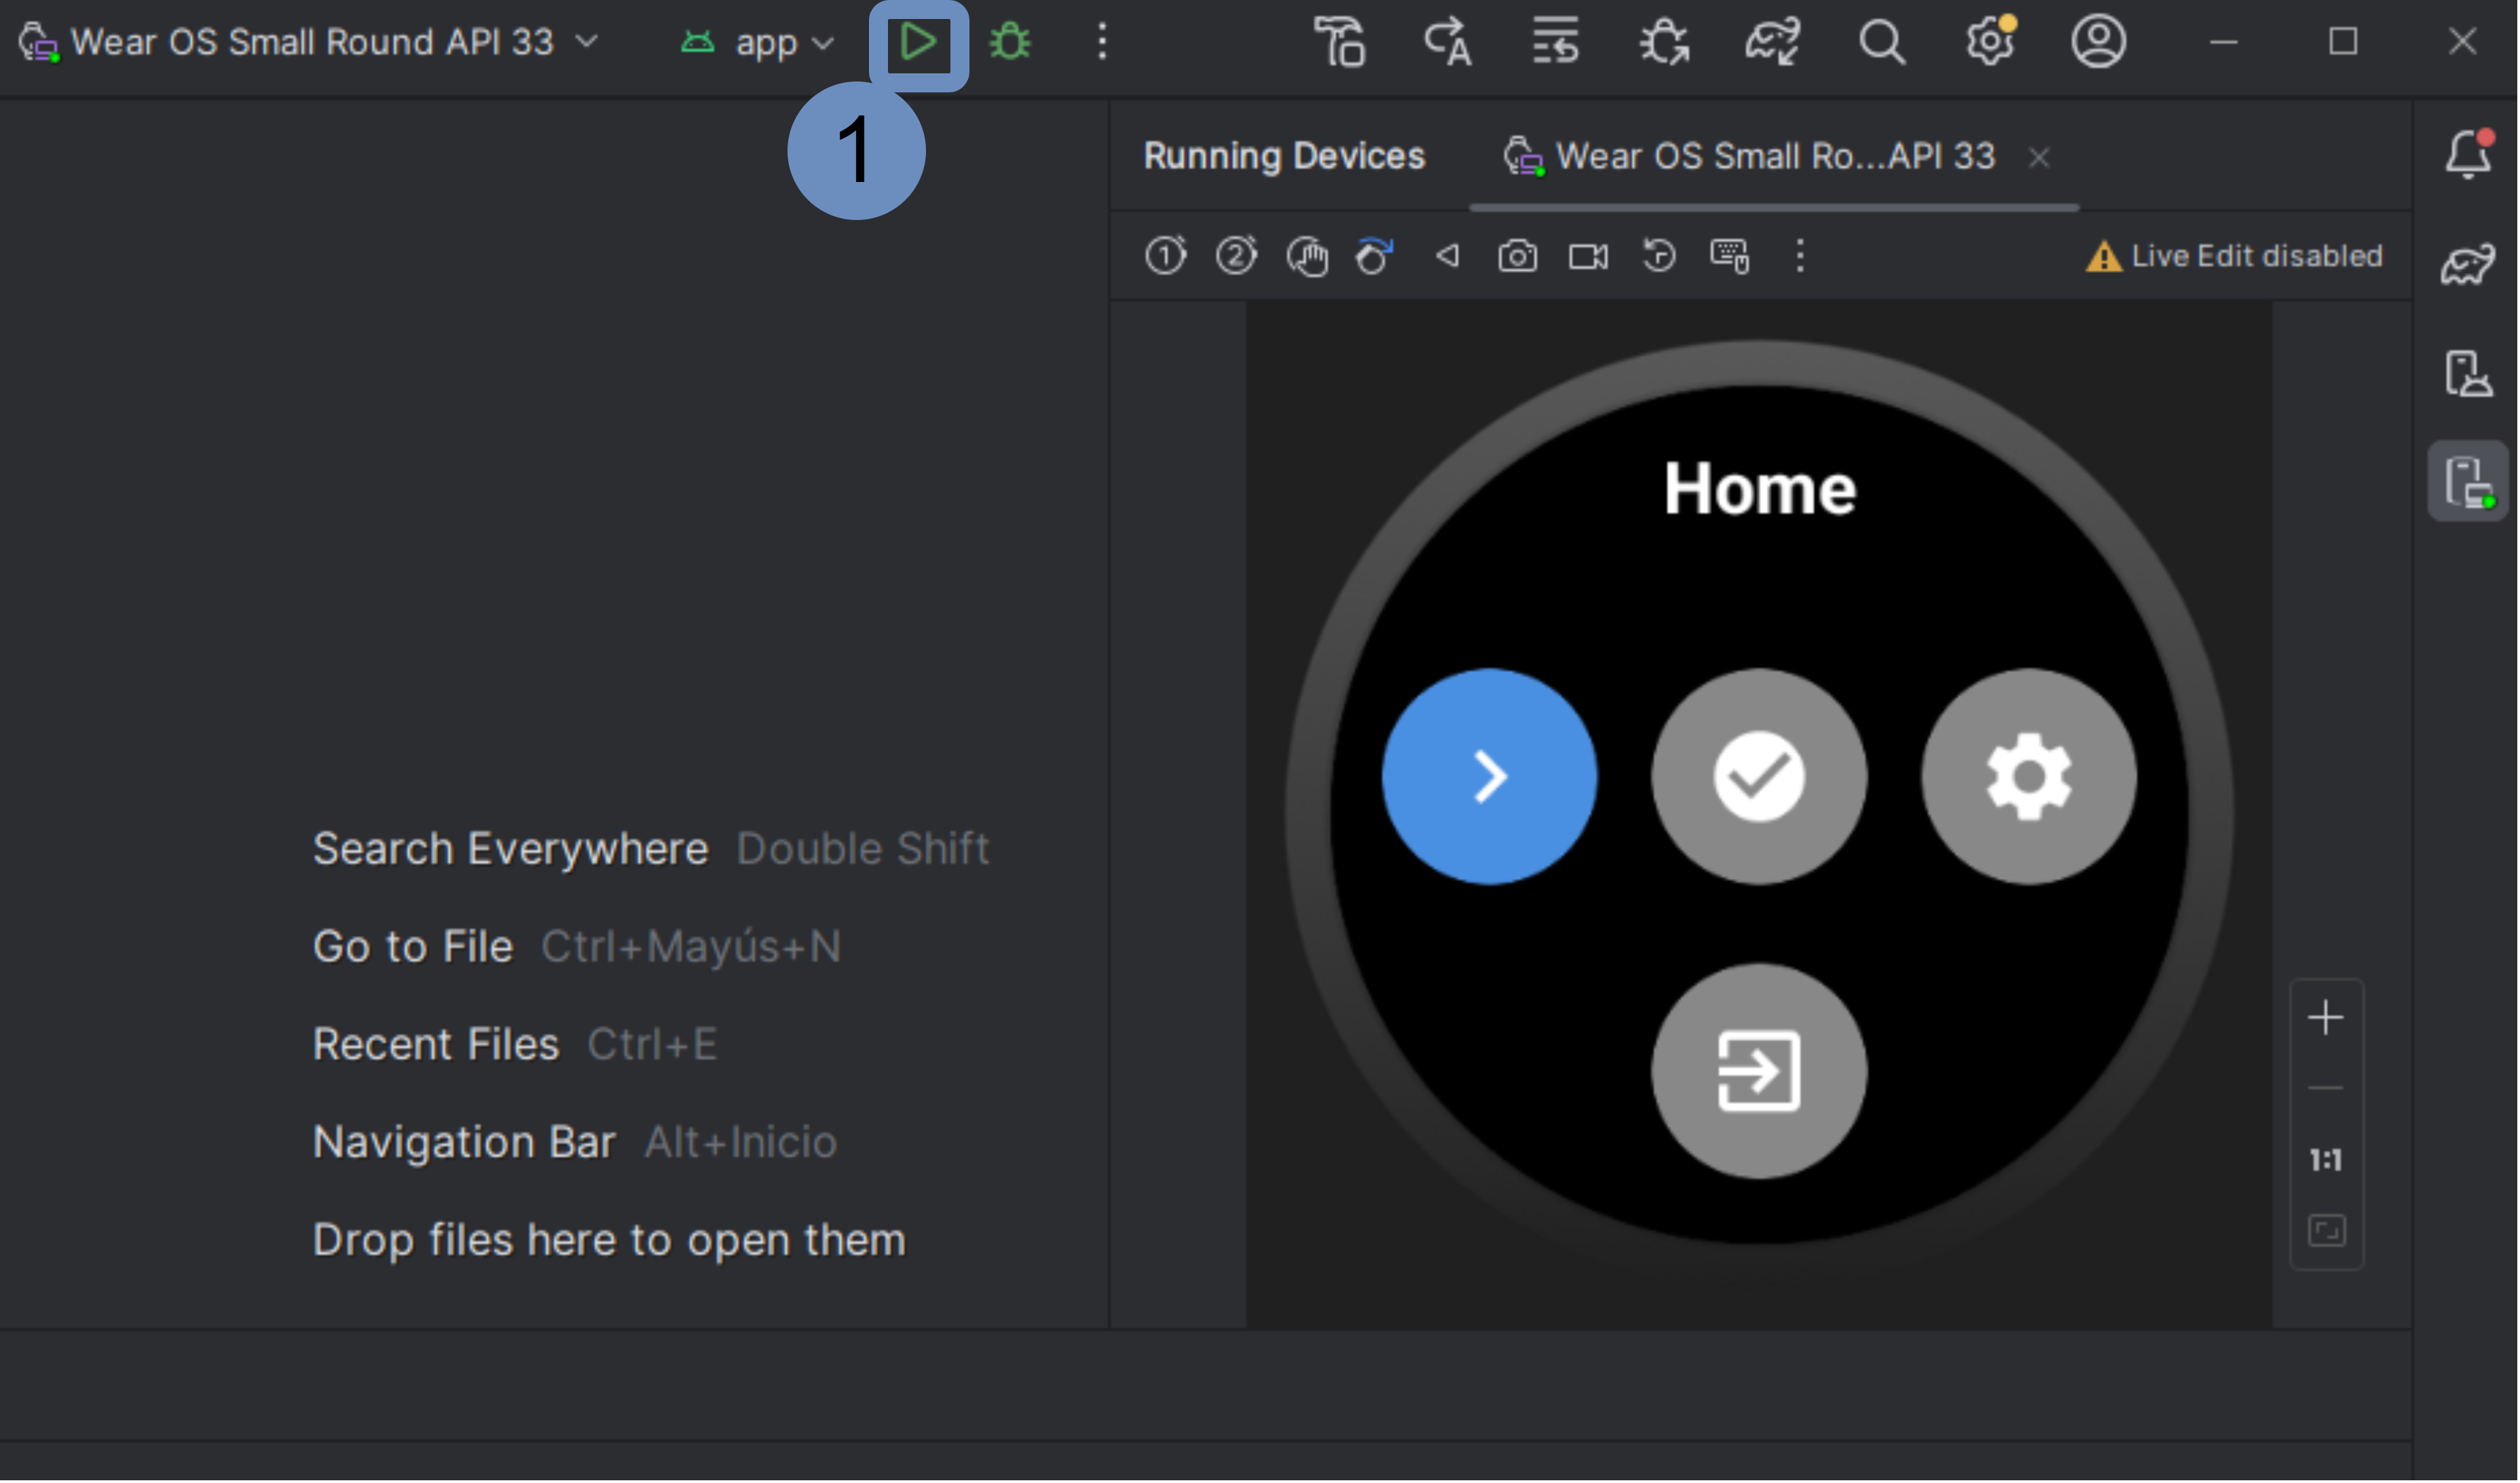 Wear OS Small Round API 33
app
1
Running Devices
Wear OS Small Ro...API 33
1
2
Live Edit disabled
Home
Search Everywhere Double Shift
Go to File Ctrl+Mayús+N
Recent Files Ctrl+E
Navigation Bar Alt+Inicio
Drop files here to open them
1:1